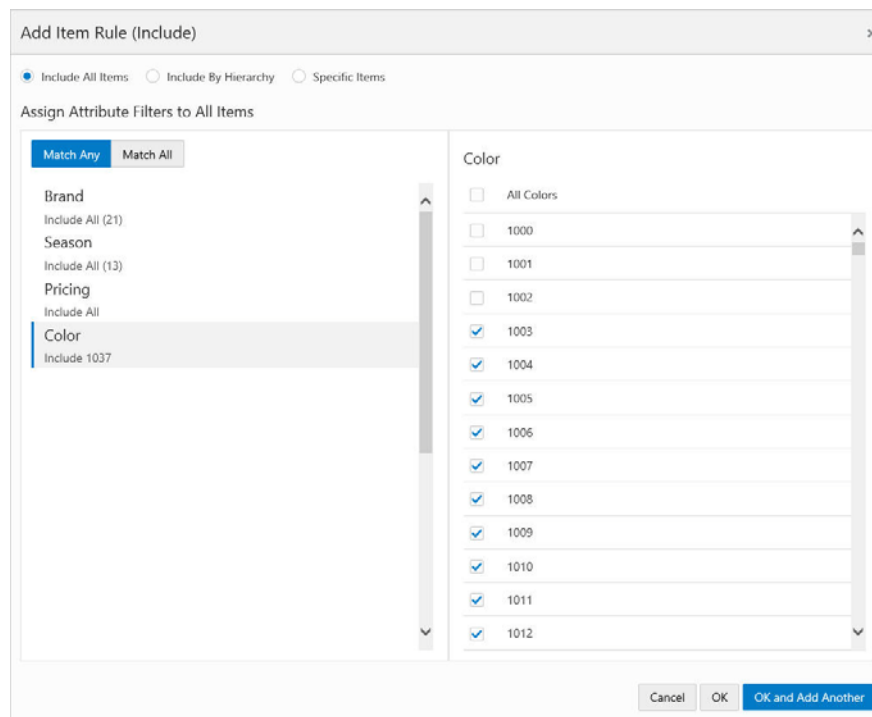 Add Item Rule (Include)
Include All Items Include By Hierarchy Specific Items
Assign Attribute Filters to All Items
Match Any Match All
Brand
Include All (21)
Season
Include All (13)
Pricing
Include All
Color
Include 1037
Color
All Colors
1000
1001
1002
1003
1004
1005
1006
1007
1008
1009
1010
1011
1012
Cancel OK OK and Add Another